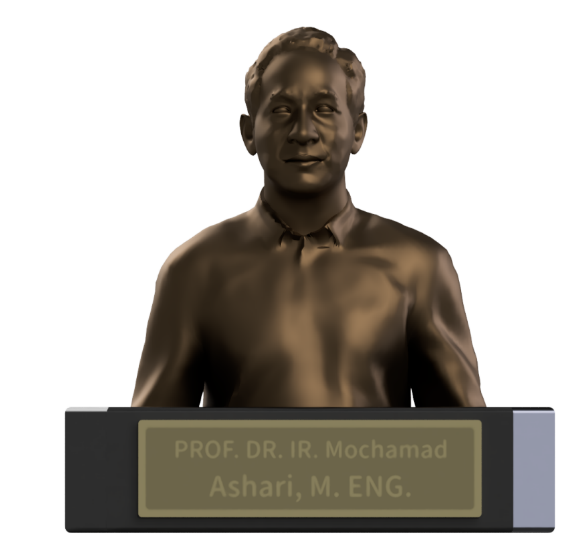 PROF. DR. IR. Mochamad
Ashari, M. ENG.